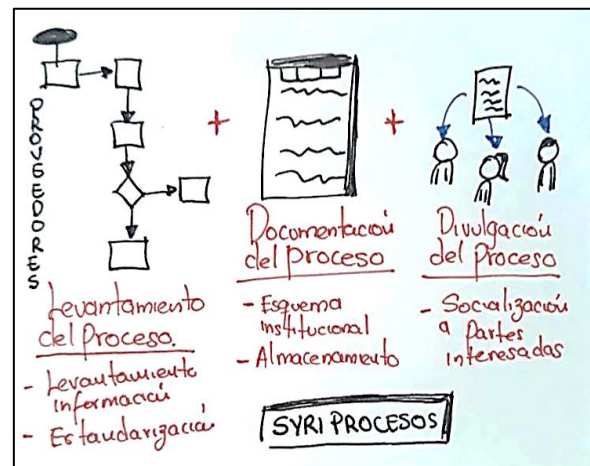 PROVEEDORES
Levantamiento
del Proceso.
- Levantamiento
información
- Estandarización
+
Documentación
del Proceso
- Esquema
institucional
- Almacenamiento
+
Divulgación
del Proceso
- Socialización
a Partes
interesadas
SYRI PROCESOS